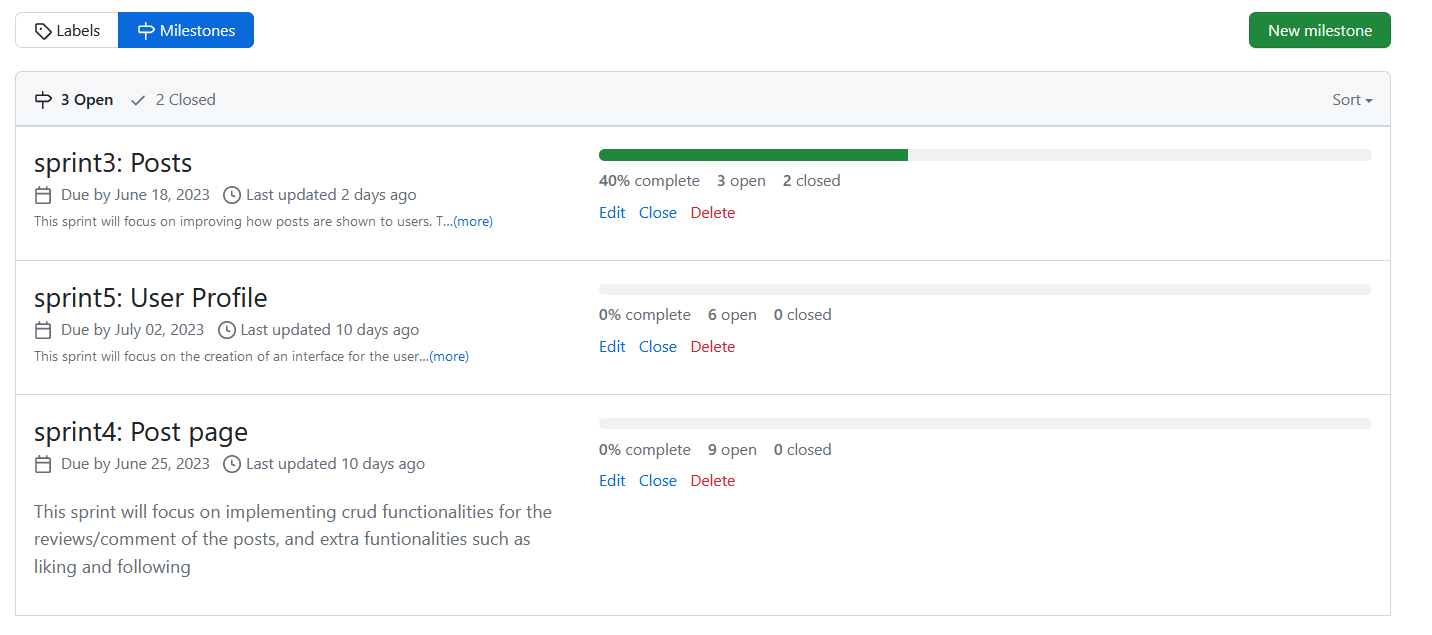 Labels Milestones New milestone
3 Open 2 Closed Sort
sprint3: Posts
Due by June 18, 2023 Last updated 2 days ago
This sprint will focus on improving how posts are shown to users. T...(more)
40% complete 3 open 2 closed
Edit Close Delete
sprint5: User Profile
Due by July 02, 2023 Last updated 10 days ago
This sprint will focus on the creation of an interface for the user...(more)
0% complete 6 open 0 closed
Edit Close Delete
sprint4: Post page
Due by June 25, 2023 Last updated 10 days ago
This sprint will focus on implementing crud functionalities for the
reviews/comment of the posts, and extra funtionalities such as
liking and following
0% complete 9 open 0 closed
Edit Close Delete